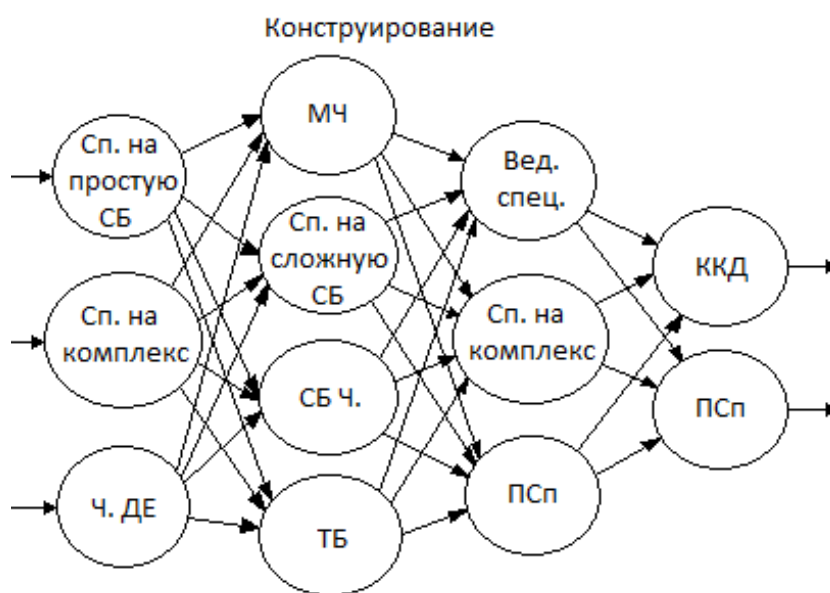 Конструирование
Сп. на
простую
СБ
Сп. на
комплекс
Ч. ДЕ
МЧ
Сп. на
сложную
СБ
СБ Ч.
ТБ
Вед.
спец.
Сп. на
комплекс
ПСп
ККД
ПСп